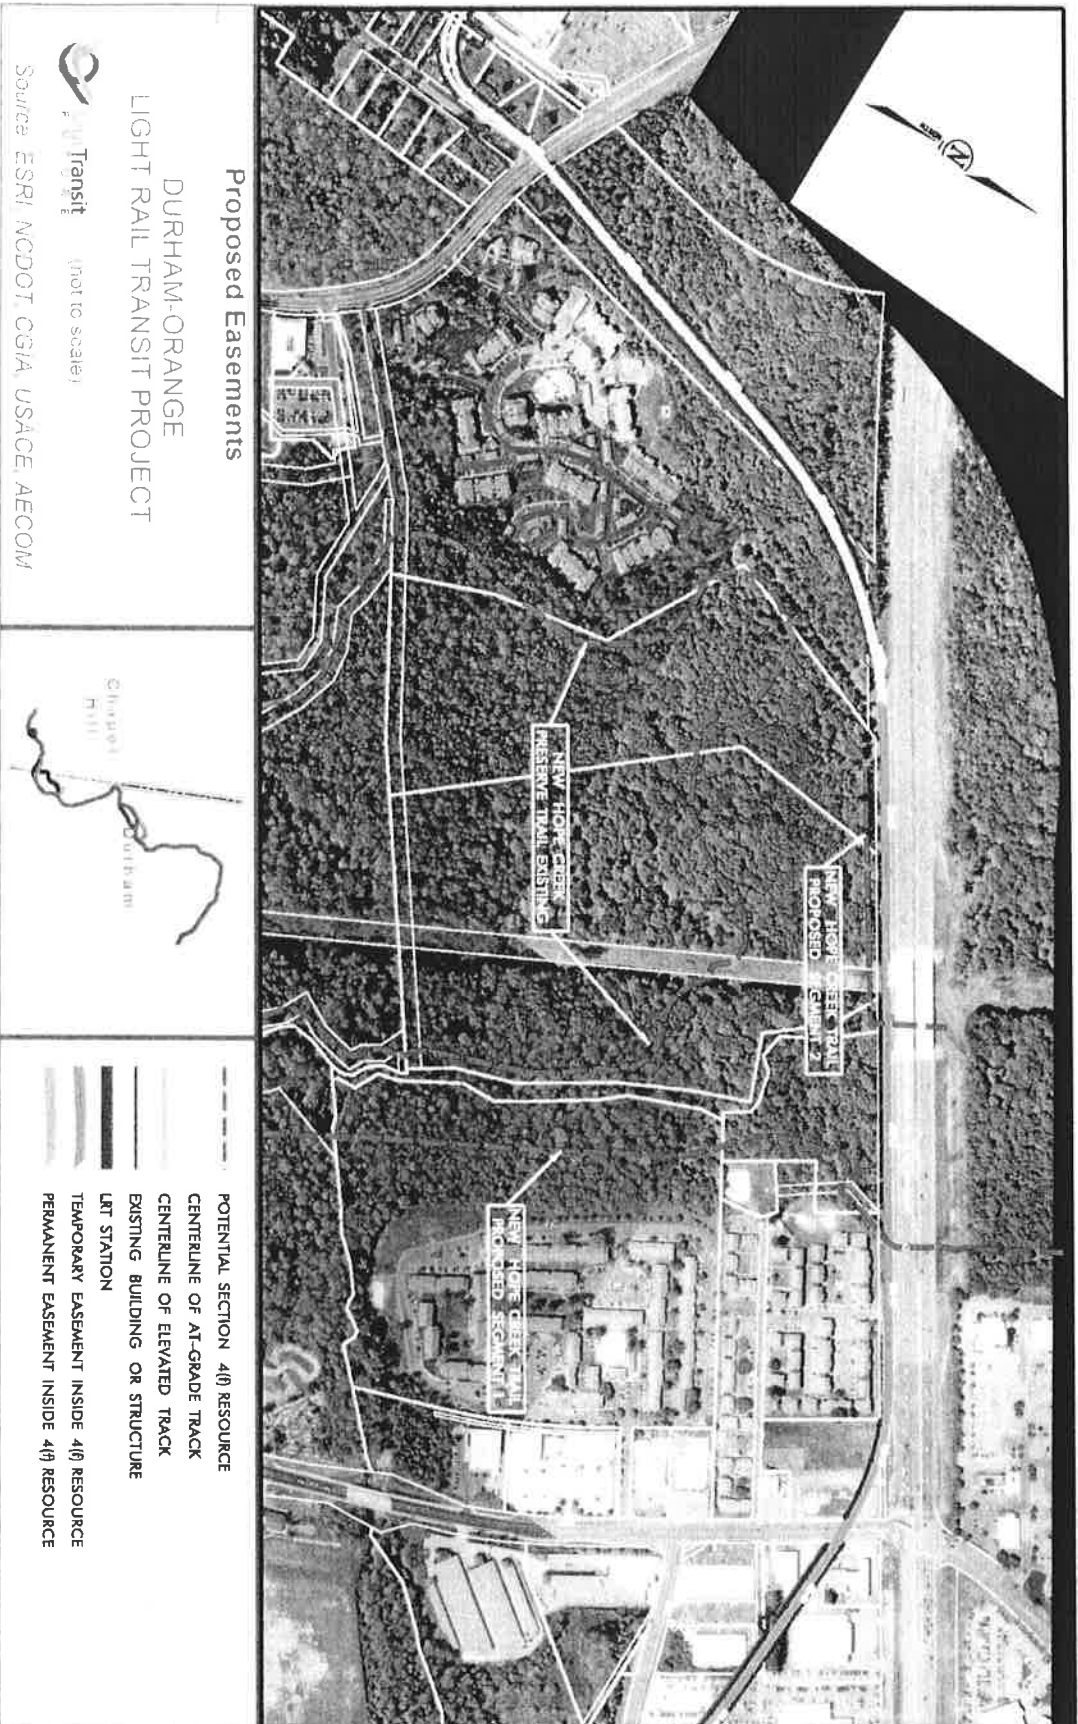 NORTH
NEW HOPE CREEK TRAIL
PROPOSED SEGMENT 2
NEW HOPE CREEK
PRESERVE TRAIL EXISTING
NEW HOPE CREEK TRAIL
PROPOSED SEGMENT 1
Proposed Easements
DURHAM-ORANGE
LIGHT RAIL TRANSIT PROJECT
Transit
(not to scale)
Source ESRI, NCDOT, CGIA, USACE, AECOM
Chapel
Hill
Durham
POTENTIAL SECTION 4(f) RESOURCE
CENTERLINE OF AT-GRADE TRACK
CENTERLINE OF ELEVATED TRACK
EXISTING BUILDING OR STRUCTURE
LRT STATION
TEMPORARY EASEMENT INSIDE 4(f) RESOURCE
PERMANENT EASEMENT INSIDE 4(f) RESOURCE